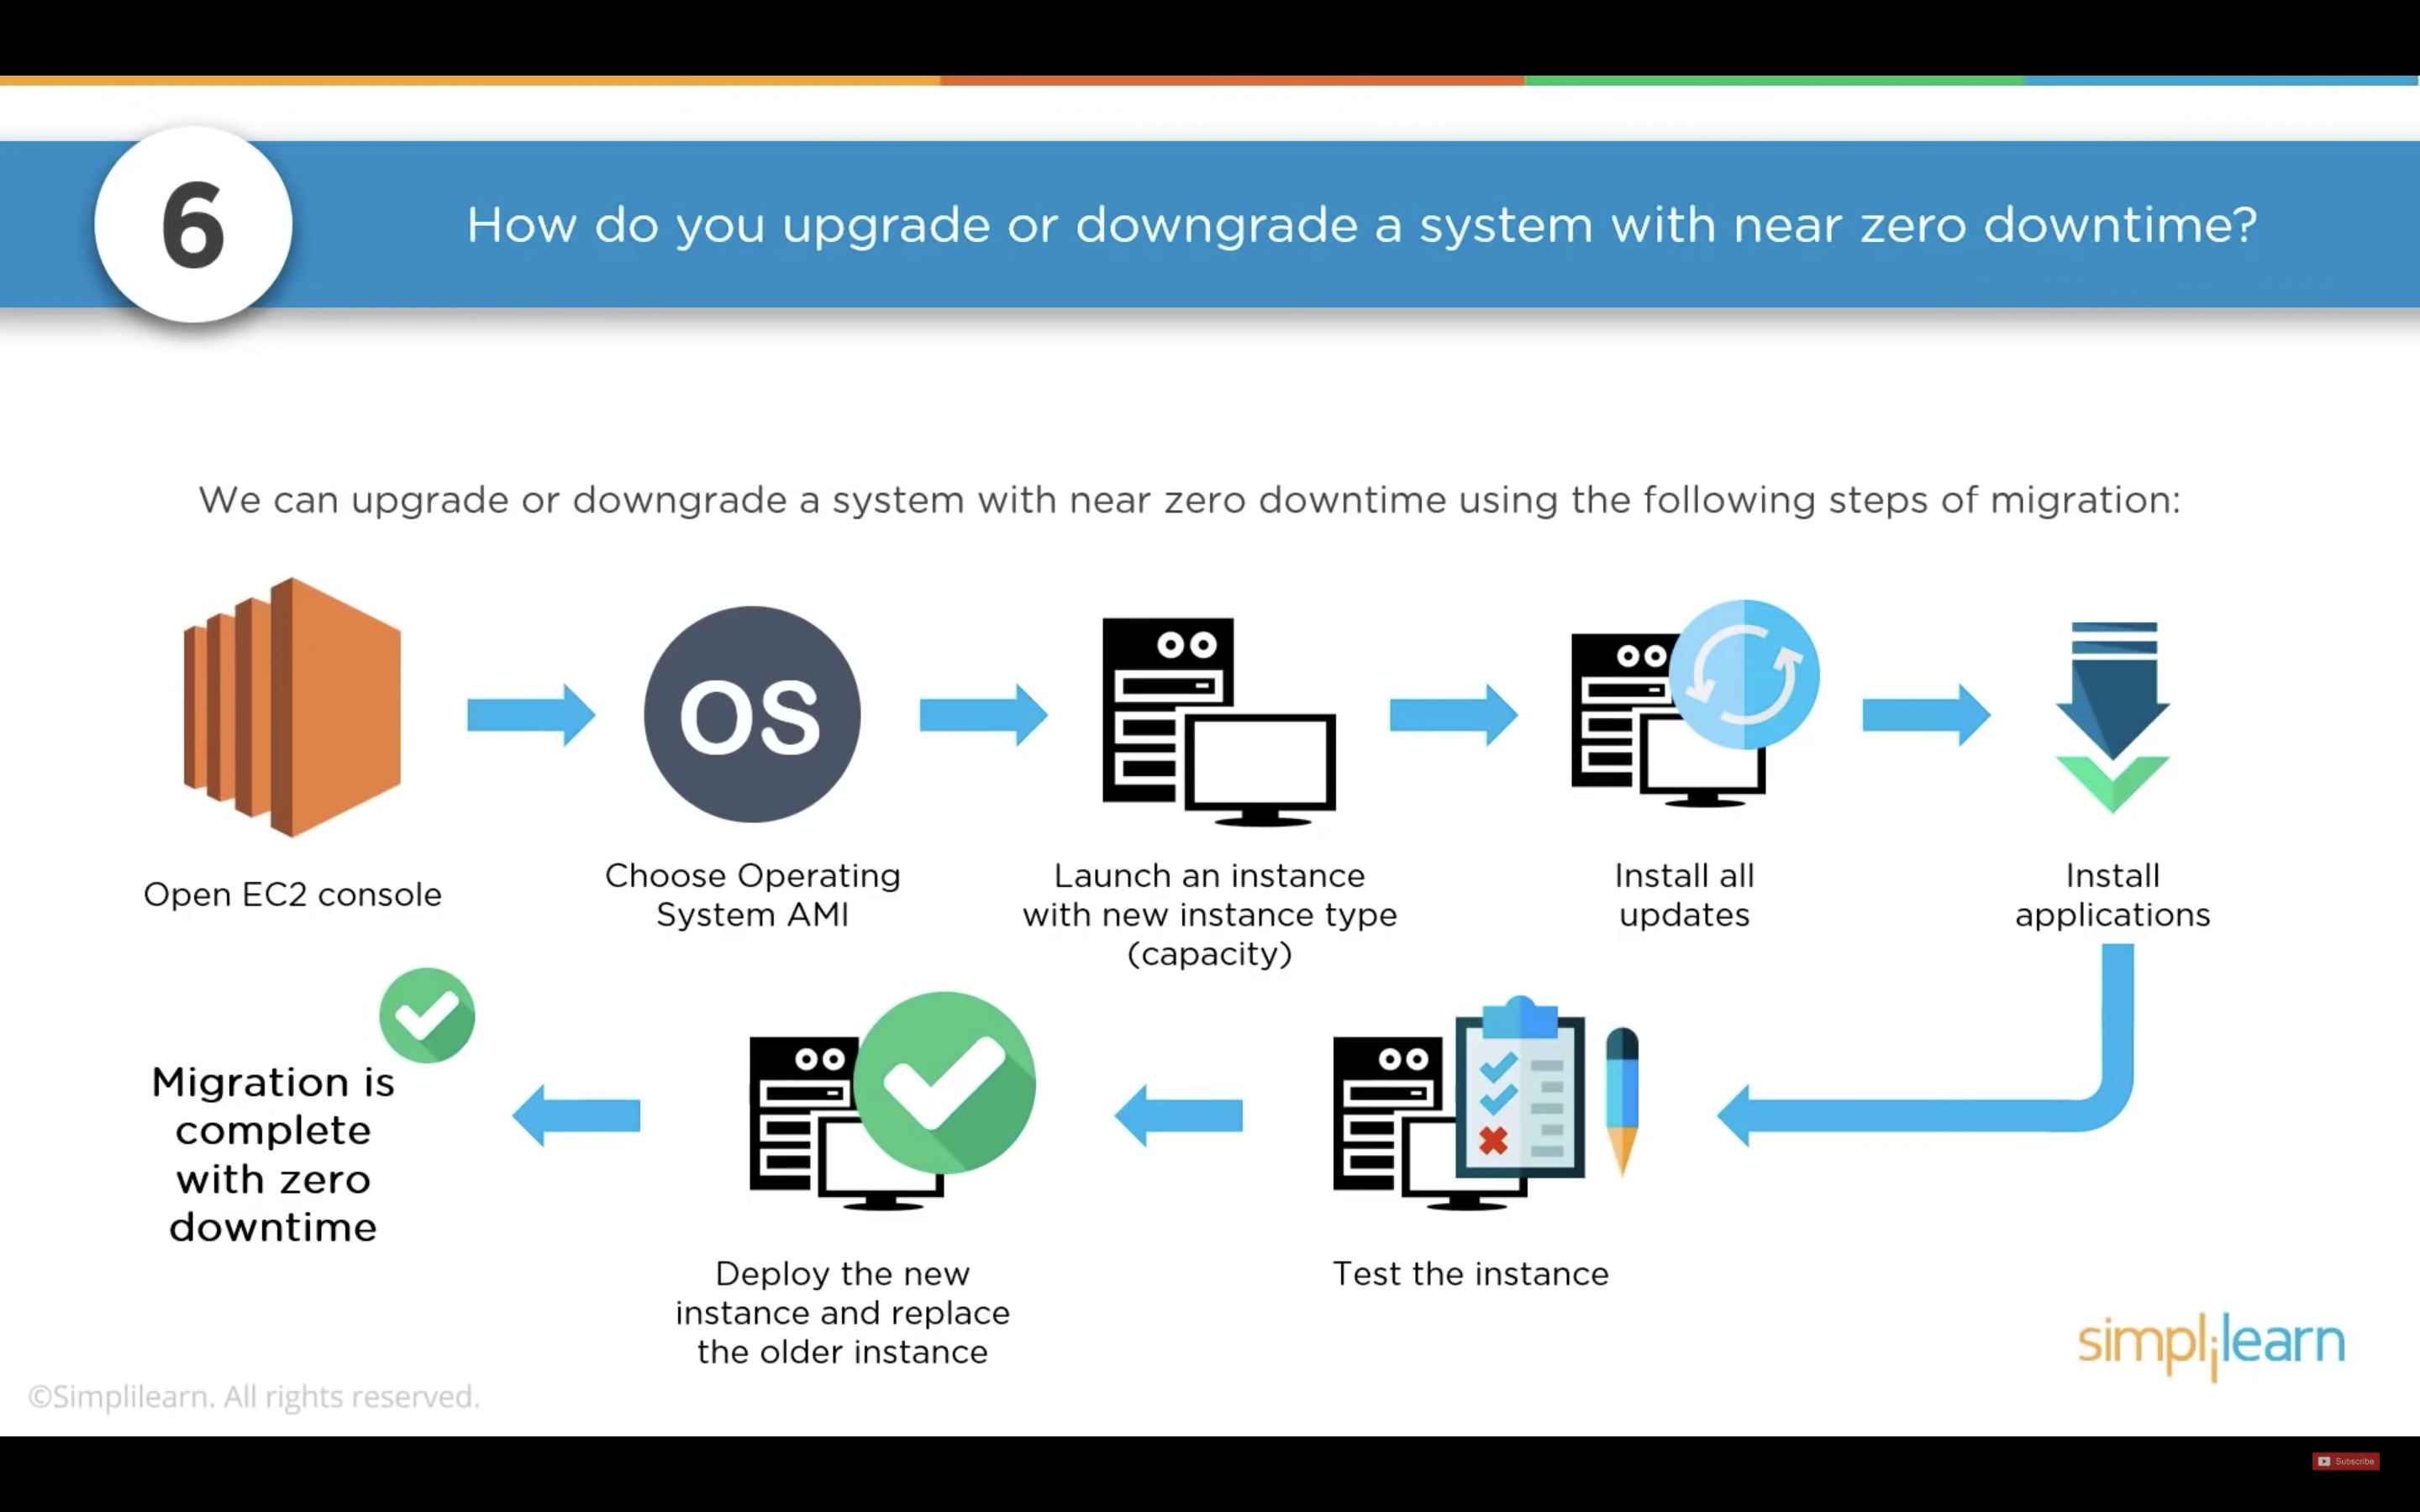 6
How do you upgrade or downgrade a system with near zero downtime?
We can upgrade or downgrade a system with near zero downtime using the following steps of migration:
OS
Open EC2 console
Choose Operating
System AMI
Launch an instance
with new instance type
(capacity)
Install all
updates
Install
applications
Test the instance
Deploy the new
instance and replace
the older instance
Migration is
complete
with zero
downtime
simplilearn
©Simplilearn. All rights reserved.
Subscribe